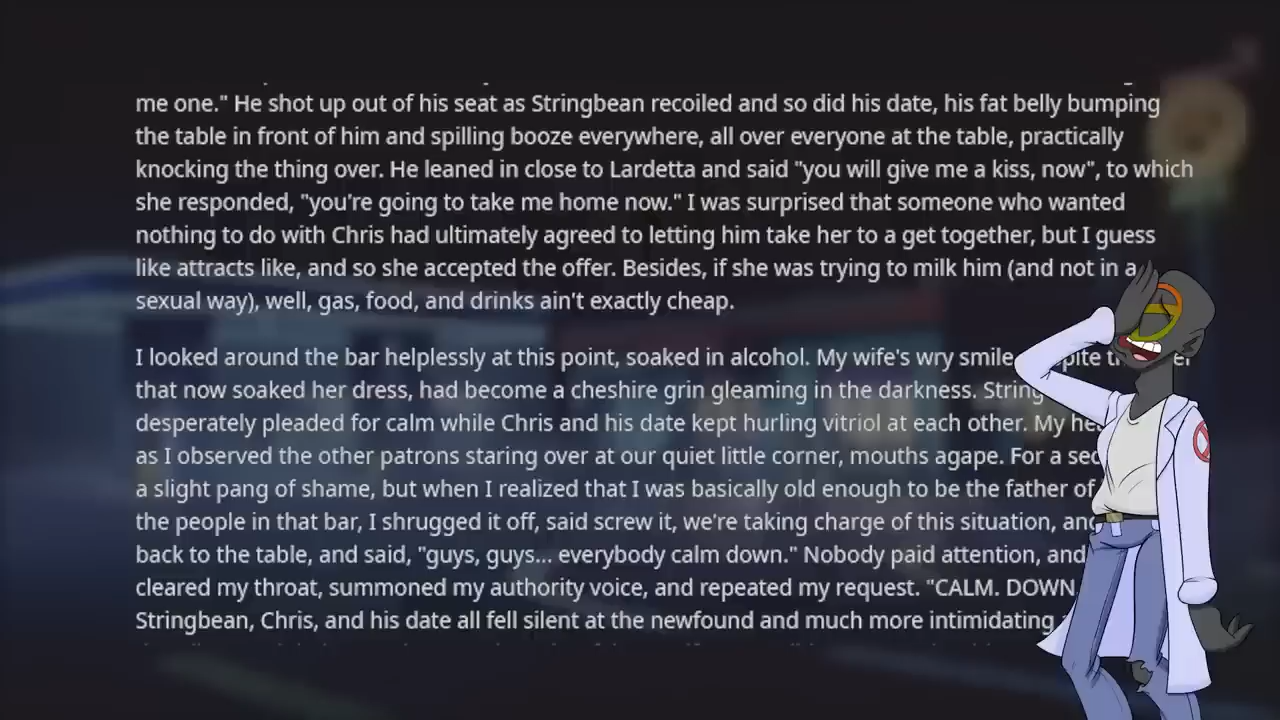 me one." He shot up out of his seat as Stringbean recoiled and so did his date, his fat belly bumping
the table in front of him and spilling booze everywhere, all over everyone at the table, practically
knocking the thing over. He leaned in close to Lardetta and said "you will give me a kiss, now", to which
she responded, "you're going to take me home now." I was surprised that someone who wanted
nothing to do with Chris had ultimately agreed to letting him take her to a get together, but I guess
like attracts like, and so she accepted the offer. Besides, if she was trying to milk him (and not in a
sexual way), well, gas, food, and drinks ain't exactly cheap.
I looked around the bar helplessly at this point, soaked in alcohol. My wife's wry smile
that now soaked her dress, had become a cheshire grin gleaming in the darkness.
desperately pleaded for calm while Chris and his date kept hurling vitriol at each other. My
as I observed the other patrons staring over at our quiet little corner, mouths agape. For a
a slight pang of shame, but when I realized that I was basically old enough to be the father of
the people in that bar, I shrugged it off, said screw it, we're taking charge of this situation,
back to the table, and said, "guys, guys... everybody calm down." Nobody paid attention, and
cleared my throat, summoned my authority voice, and repeated my request. "CALM. DOWN
Stringbean, Chris, and his date all fell silent at the newfound and much more intimidating